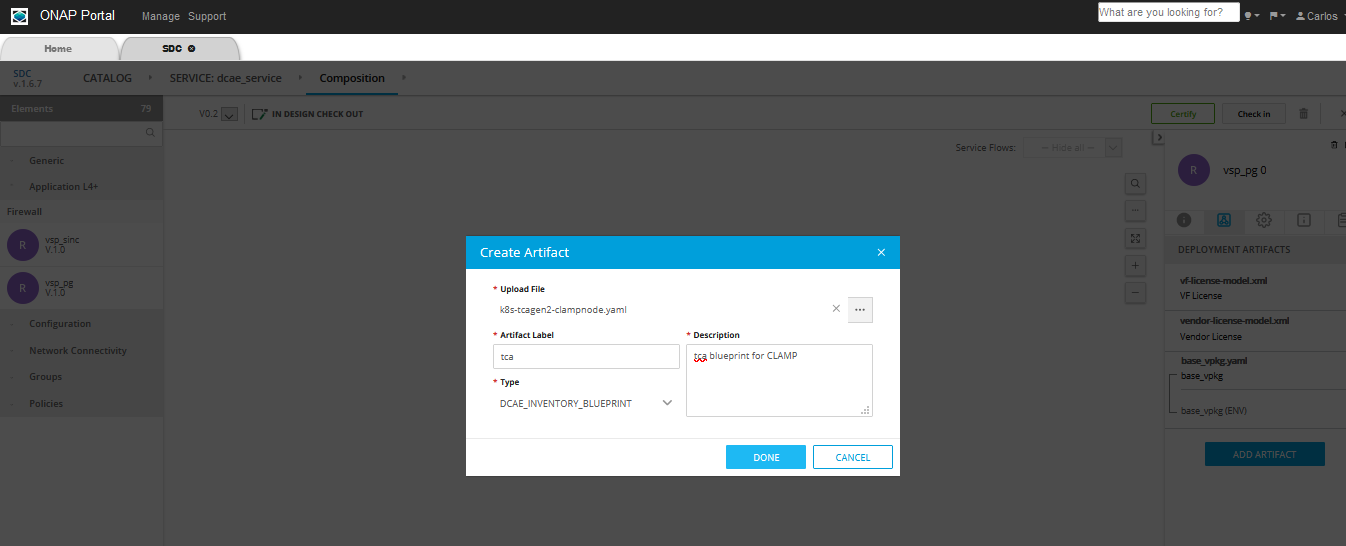 ONAP Portal Manage Support What are you looking for? Carlos
Home SDC
SDC
v.1.6.7
CATALOG SERVICE: dcae_service Composition
Elements 79
V0.2 IN DESIGN CHECK OUT Certify Check in
Service Flows: -- Hide all --
Generic
Application L4+
Firewall
R vsp_sinc
V.1.0
R vsp_pg
V.1.0
Configuration
Network Connectivity
Groups
Policies
Create Artifact
* Upload File
k8s-tcagen2-clampnode.yaml
* Artifact Label * Description
tca tca blueprint for CLAMP
* Type
DCAE_INVENTORY_BLUEPRINT
DONE CANCEL
R vsp_pg 0
DEPLOYMENT ARTIFACTS
vf-license-model.xml
VF License
vendor-license-model.xml
Vendor License
base_vpkg.yaml
base_vpkg
base_vpkg (ENV)
ADD ARTIFACT